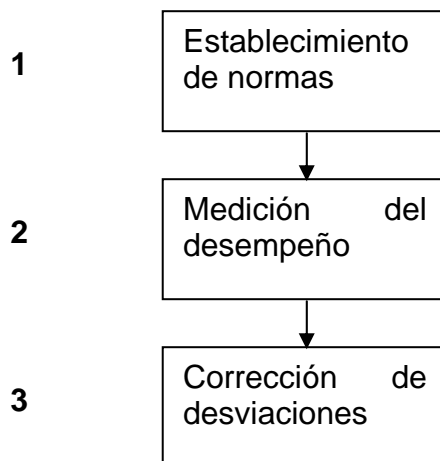 1
Establecimiento
de normas
2
Medición del
desempeño
3
Corrección de
desviaciones